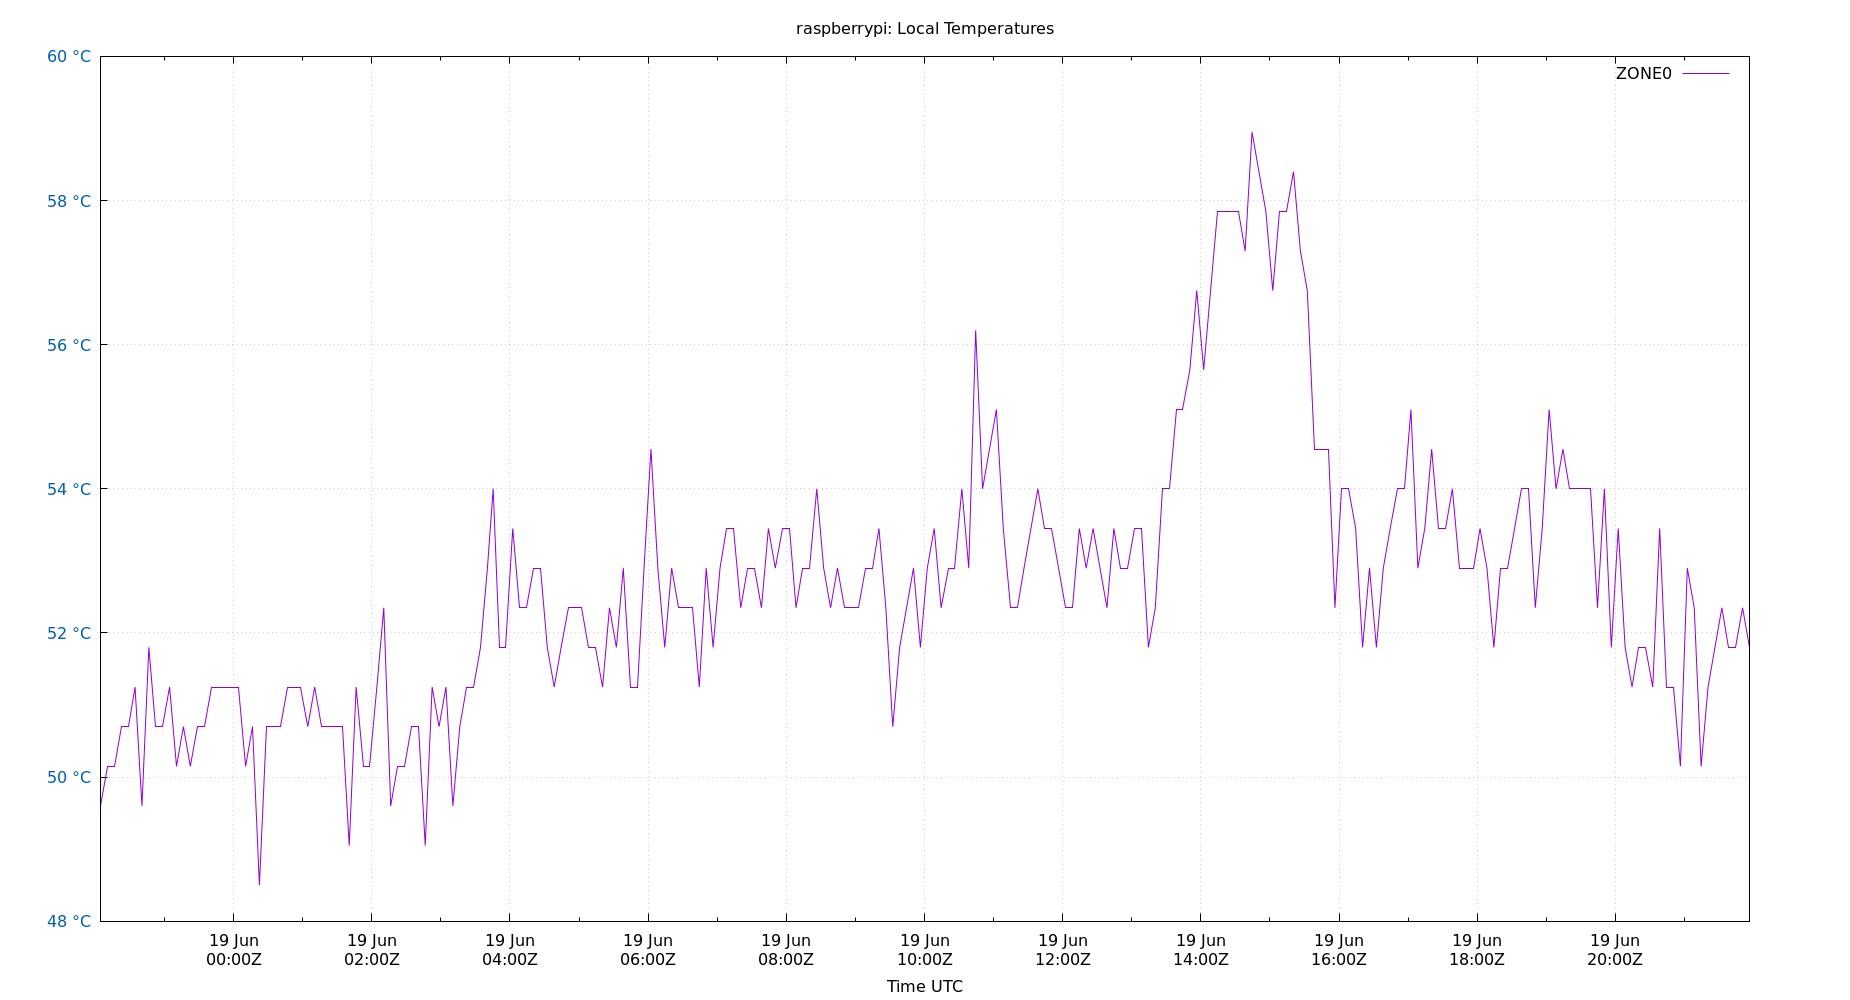 raspberrypi: Local Temperatures
60 °C
ZONE0
58 °C
56 °C
54 °C
52 °C
50 °C
48 °C
19 Jun 19 Jun 19 Jun 19 Jun 19 Jun 19 Jun 19 Jun 19 Jun 19 Jun 19 Jun 19 Jun
00:00Z 02:00Z 04:00Z 06:00Z 08:00Z 10:00Z 12:00Z 14:00Z 16:00Z 18:00Z 20:00Z
Time UTC